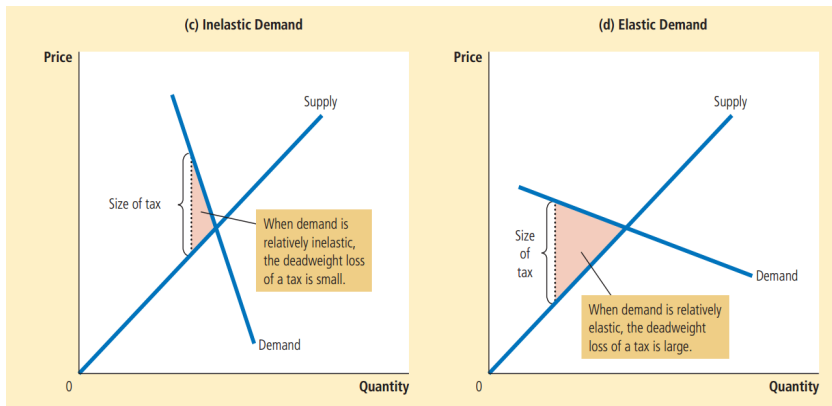 (c) Inelastic Demand
Price
Supply
Size of tax
When demand is
relatively inelastic,
the deadweight loss
of a tax is small.
Demand
0
Quantity
(d) Elastic Demand
Price
Supply
Size
of
tax
Demand
When demand is relatively
elastic, the deadweight
loss of a tax is large.
0
Quantity